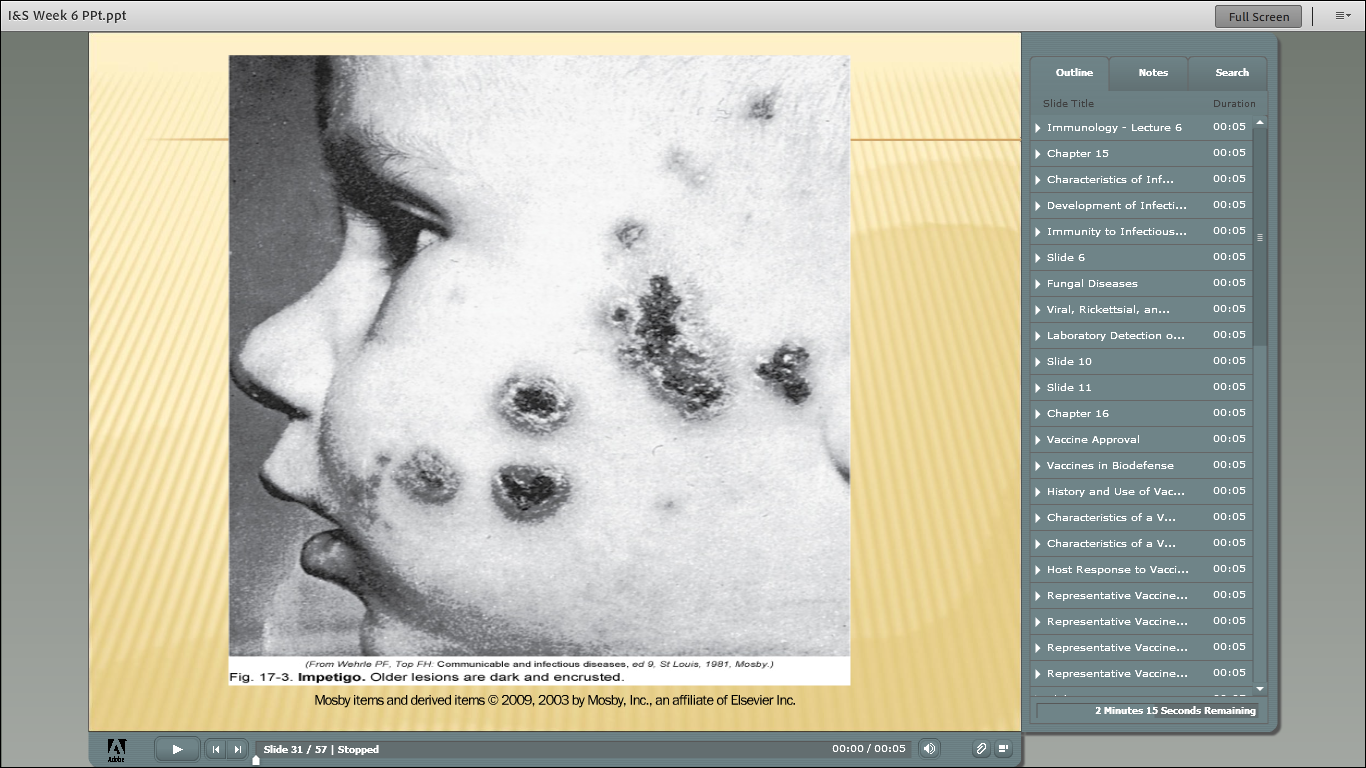 I&S Week 6 PPt.ppt
Full Screen
(From Wehrle PF, Top FH: Communicable and infectious diseases, ed 9, St Louis, 1981, Mosby.)
Fig. 17-3. Impetigo. Older lesions are dark and encrusted.
Mosby items and derived items © 2009, 2003 by Mosby, Inc., an affiliate of Elsevier Inc.
Outline Notes Search
Slide Title Duration
Immunology - Lecture 6 00:05
Chapter 15 00:05
Characteristics of Inf... 00:05
Development of Infecti... 00:05
Immunity to Infectious... 00:05
Slide 6 00:05
Fungal Diseases 00:05
Viral, Rickettsial, an... 00:05
Laboratory Detection o... 00:05
Slide 10 00:05
Slide 11 00:05
Chapter 16 00:05
Vaccine Approval 00:05
Vaccines in Biodefense 00:05
History and Use of Vac... 00:05
Characteristics of a V... 00:05
Characteristics of a V... 00:05
Host Response to Vacci... 00:05
Representative Vaccine... 00:05
Representative Vaccine... 00:05
Representative Vaccine... 00:05
Representative Vaccine... 00:05
2 Minutes 15 Seconds Remaining
Adobe
Slide 31 / 57 | Stopped 00:00 / 00:05